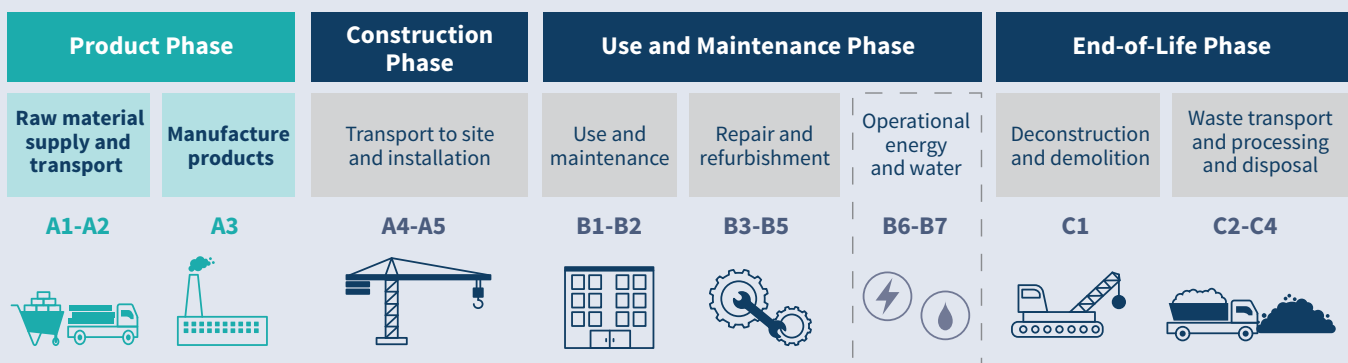 Product Phase
Construction
Phase
Use and Maintenance Phase
End-of-Life Phase
Raw material
supply and
transport
Manufacture
products
Transport to site
and installation
Use and
maintenance
Repair and
refurbishment
Operational
energy
and water
Deconstruction
and demolition
Waste transport
and processing
and disposal
A1-A2
A3
A4-A5
B1-B2
B3-B5
B6-B7
C1
C2-C4